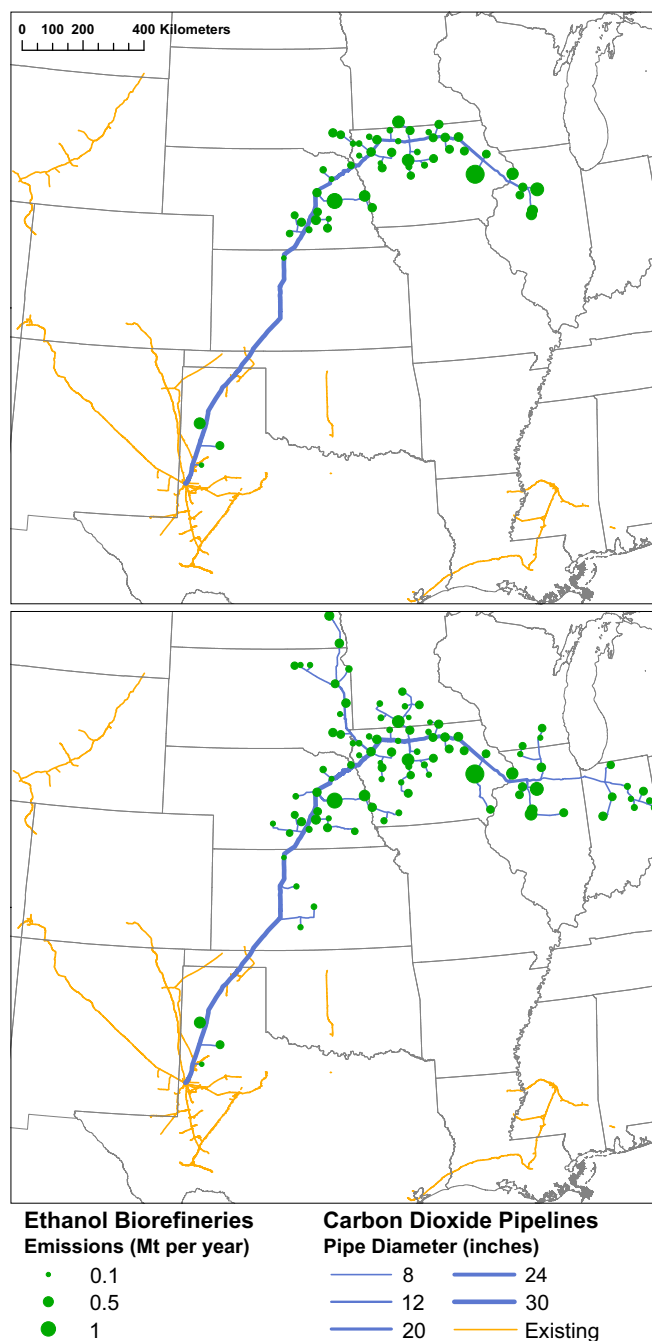 0 100 200 400 Kilometers
Ethanol Biorefineries
Emissions (Mt per year)
0.1
0.5
1
Carbon Dioxide Pipelines
Pipe Diameter (inches)
8
12
20
24
30
Existing